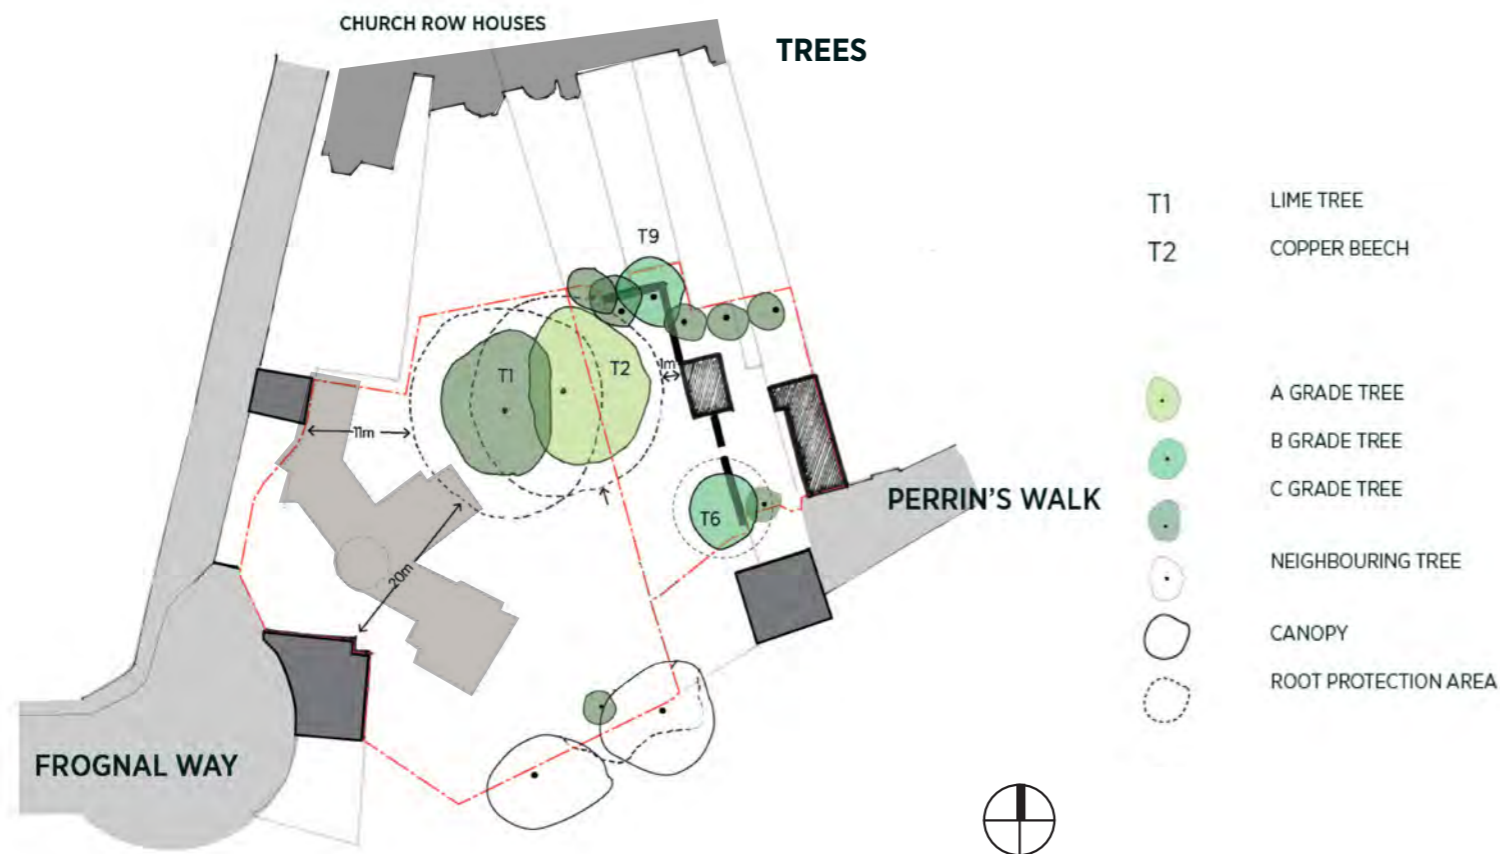 CHURCH ROW HOUSES
TREES
T1 LIME TREE
T2 COPPER BEECH
T9
T1
T2
1m
11m
20m
T6
PERRIN'S WALK
FROGNAL WAY
A GRADE TREE
B GRADE TREE
C GRADE TREE
NEIGHBOURING TREE
CANOPY
ROOT PROTECTION AREA